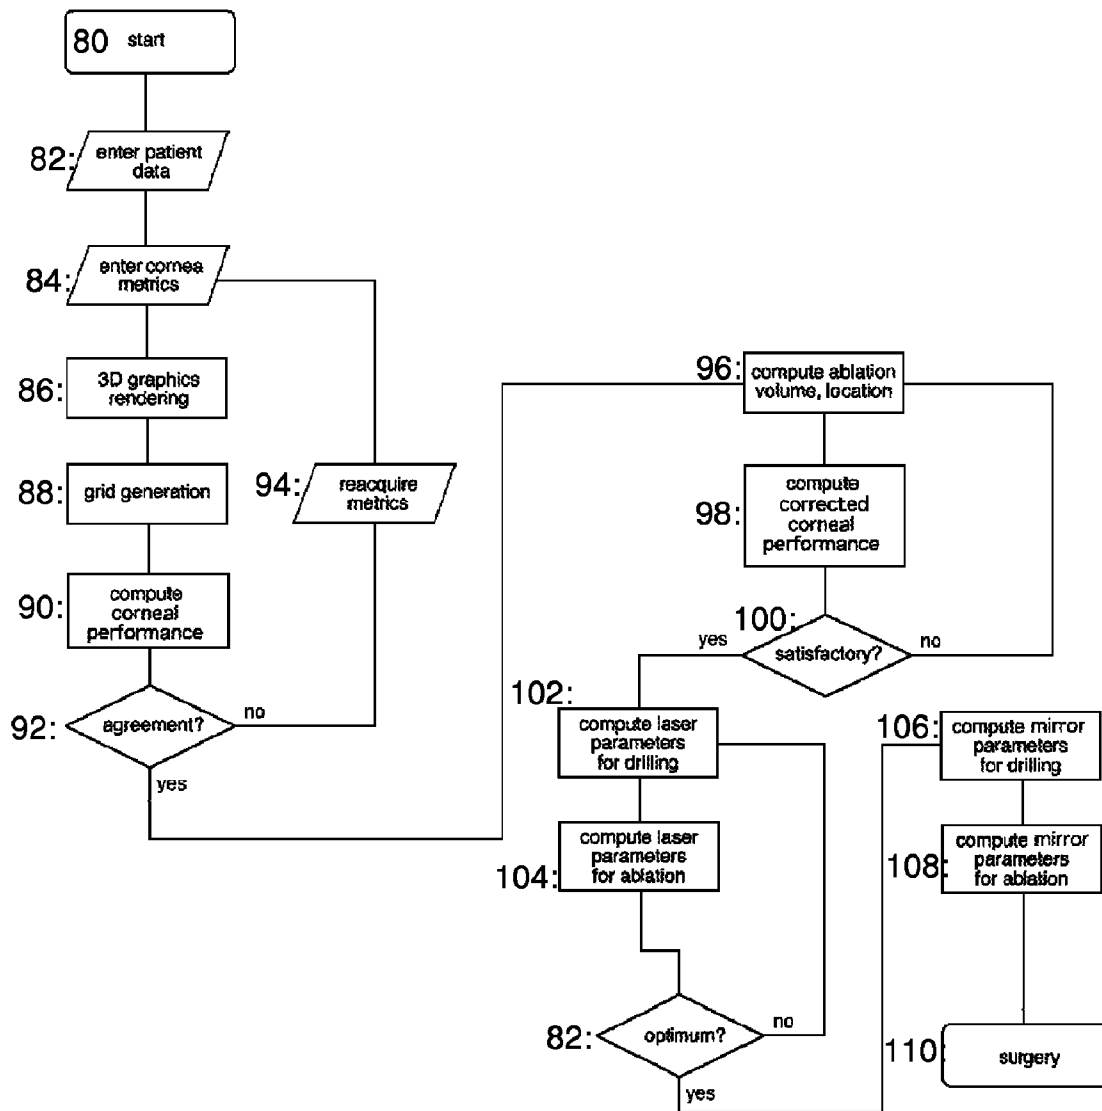 80 start
82: enter patient
data
84: enter cornea
metrics
86: 3D graphics
rendering
88: grid generation
94: reacquire
metrics
90: compute
corneal
performance
92: agreement?
no
yes
96: compute ablation
volume, location
98: compute
corrected
corneal
performance
100:
satisfactory?
yes
no
102:
compute laser
parameters
for drilling
104: compute laser
parameters
for ablation
82: optimum?
no
yes
106: compute mirror
parameters
for drilling
108: compute mirror
parameters
for ablation
110 surgery